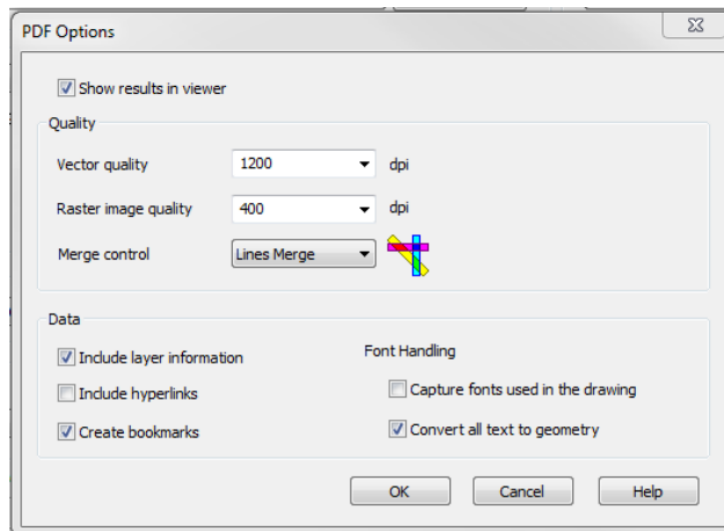 PDF Options
Show results in viewer
Quality
Vector quality 1200 dpi
Raster image quality 400 dpi
Merge control Lines Merge
Data
Include layer information
Include hyperlinks
Create bookmarks
Font Handling
Capture fonts used in the drawing
Convert all text to geometry
OK Cancel Help